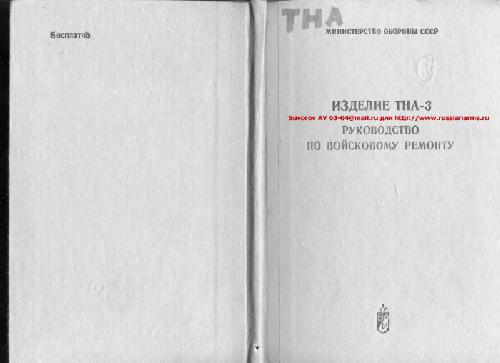 Бесплатно
ТНА
МИНИСТЕРСТВО ОБОРОНЫ СССР
ИЗДЕЛИЕ ТНА-3
Suvorov AV 63-64@mail.ru для http://www.russianarms.ru
РУКОВОДСТВО
ПО ВОЙСКОВОМУ РЕМОНТУ